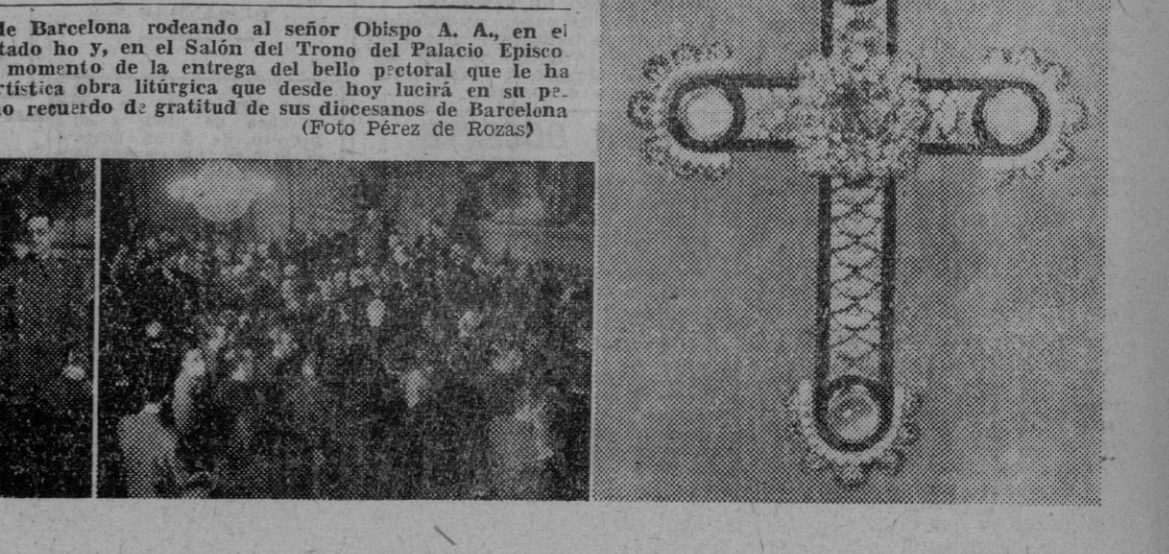 de Barcelona rodeando al señor Obispo A. A., en el
tado ho y, en el Salón del Trono del Palacio Episco
momento de la entrega del bello pectoral que le ha
rtística obra litúrgica que desde hoy lucirá en su pe-
o recuerdo de gratitud de sus diocesanos de Barcelona
(Foto Pérez de Rozas)